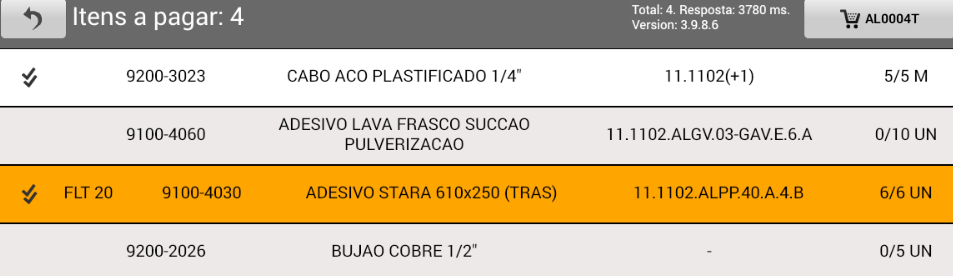 Itens a pagar: 4
Total: 4. Resposta: 3780 ms.
Version: 3.9.8.6
AL0004T
9200-3023 CABO ACO PLASTIFICADO 1/4" 11.1102(+1) 5/5 M
9100-4060 ADESIVO LAVA FRASCO SUCCAO PULVERIZACAO 11.1102.ALGV.03-GAV.E.6.A 0/10 UN
FLT 20 9100-4030 ADESIVO STARA 610x250 (TRAS) 11.1102.ALPP.40.A.4.B 6/6 UN
9200-2026 BUJAO COBRE 1/2" - 0/5 UN